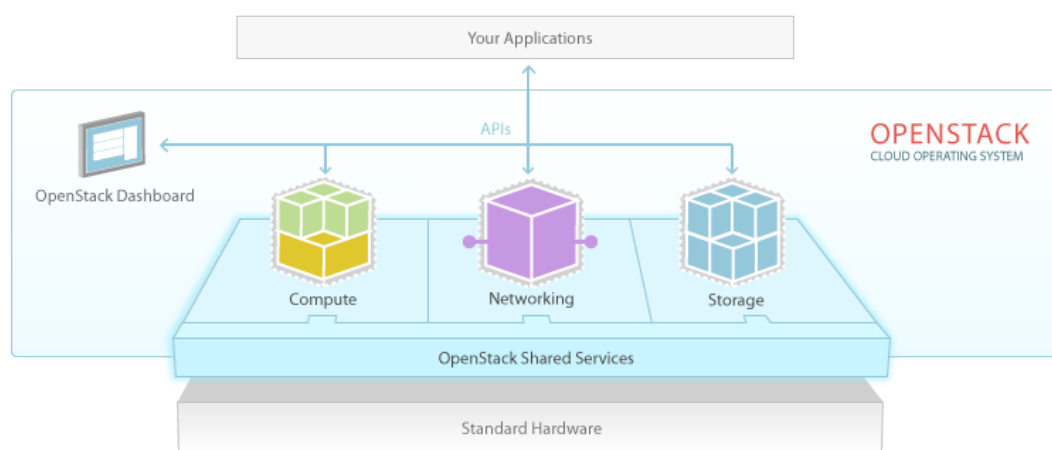 Your Applications
APIs
OPENSTACK
CLOUD OPERATING SYSTEM
OpenStack Dashboard
Compute
Networking
Storage
OpenStack Shared Services
Standard Hardware